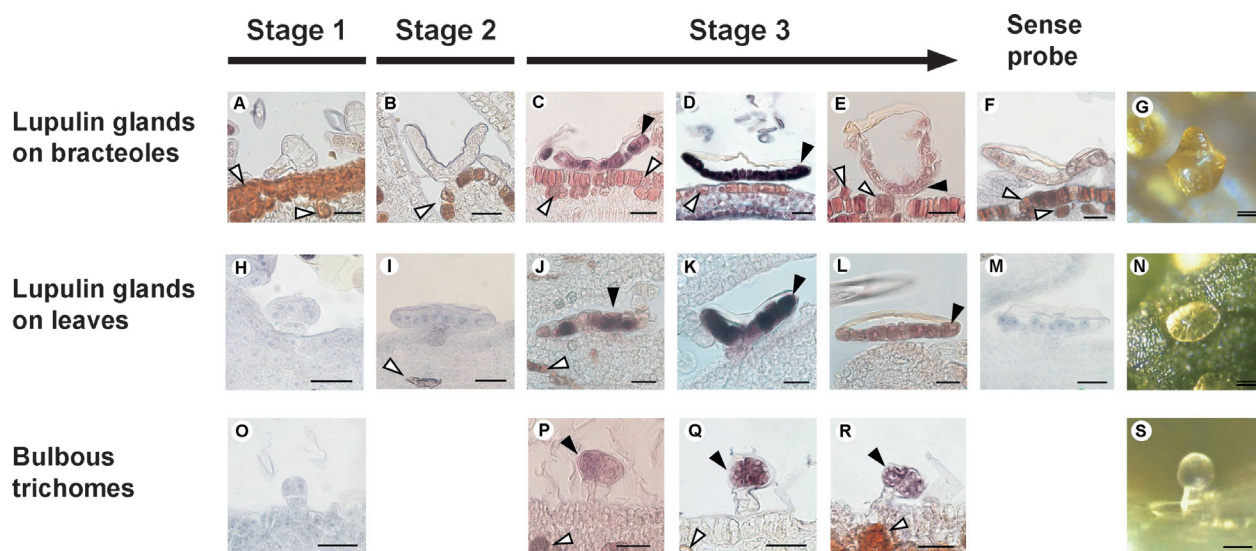 Stage 1
Stage 2
Stage 3
Sense
probe
Lupulin glands
on bracteoles
A
B
C
D
E
F
G
Lupulin glands
on leaves
H
I
J
K
L
M
N
Bulbous
trichomes
O
P
Q
R
S